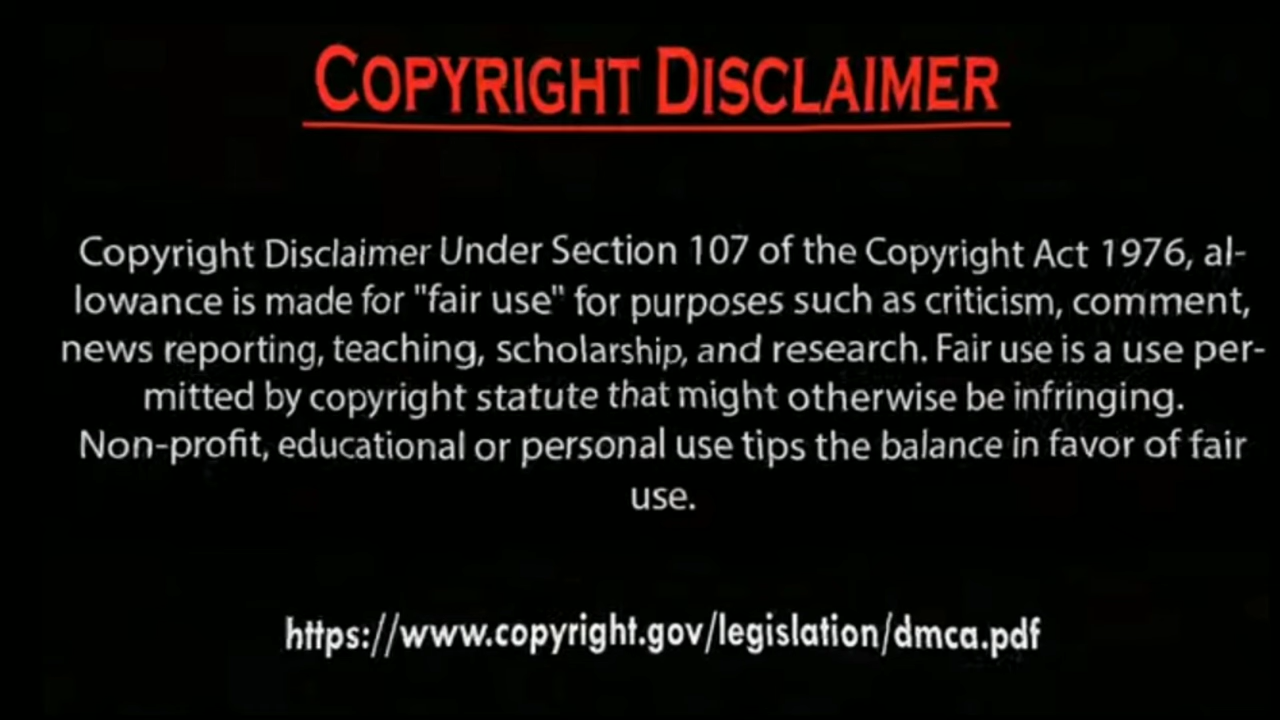 COPYRIGHT DISCLAIMER
Copyright Disclaimer Under Section 107 of the Copyright Act 1976, al-
lowance is made for "fair use" for purposes such as criticism, comment,
news reporting, teaching, scholarship, and research. Fair use is a use per-
mitted by copyright statute that might otherwise be infringing.
Non-profit, educational or personal use tips the balance in favor of fair
use.
https://www.copyright.gov/legislation/dmca.pdf